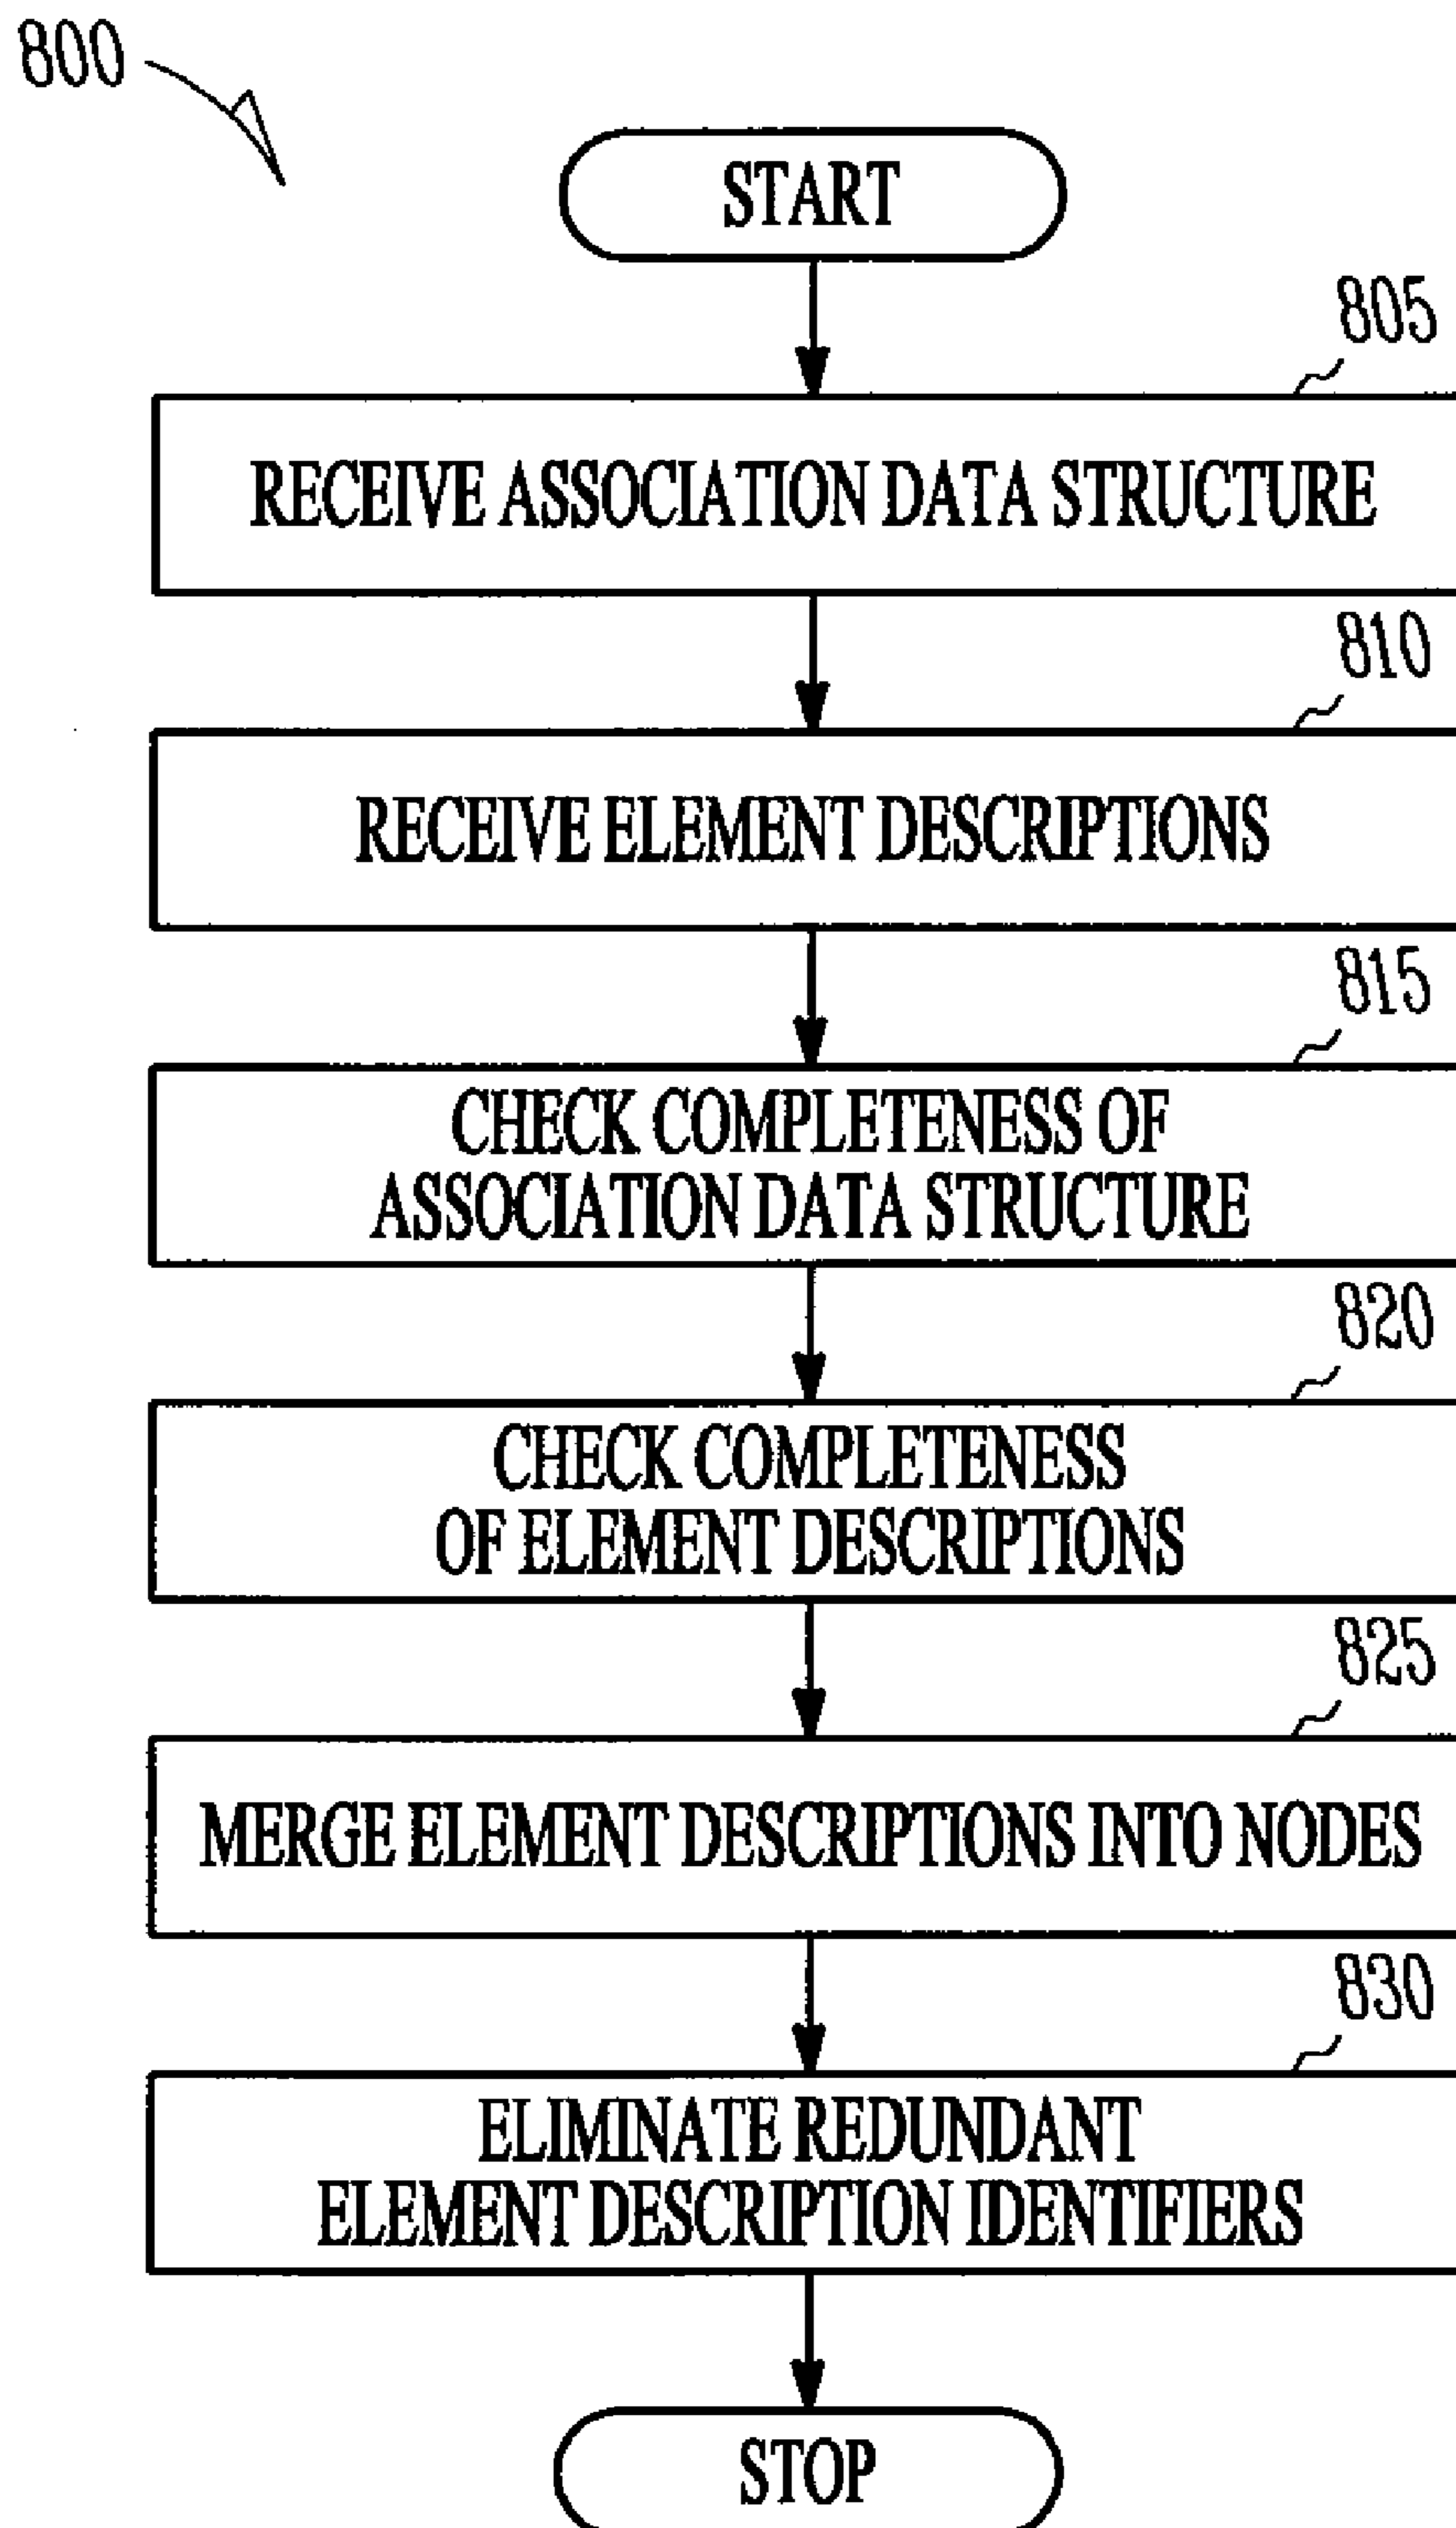 800
START
805
RECEIVE ASSOCIATION DATA STRUCTURE
810
RECEIVE ELEMENT DESCRIPTIONS
815
CHECK COMPLETENESS OF
ASSOCIATION DATA STRUCTURE
820
CHECK COMPLETENESS
OF ELEMENT DESCRIPTIONS
825
MERGE ELEMENT DESCRIPTIONS INTO NODES
830
ELIMINATE REDUNDANT
ELEMENT DESCRIPTION IDENTIFIERS
STOP